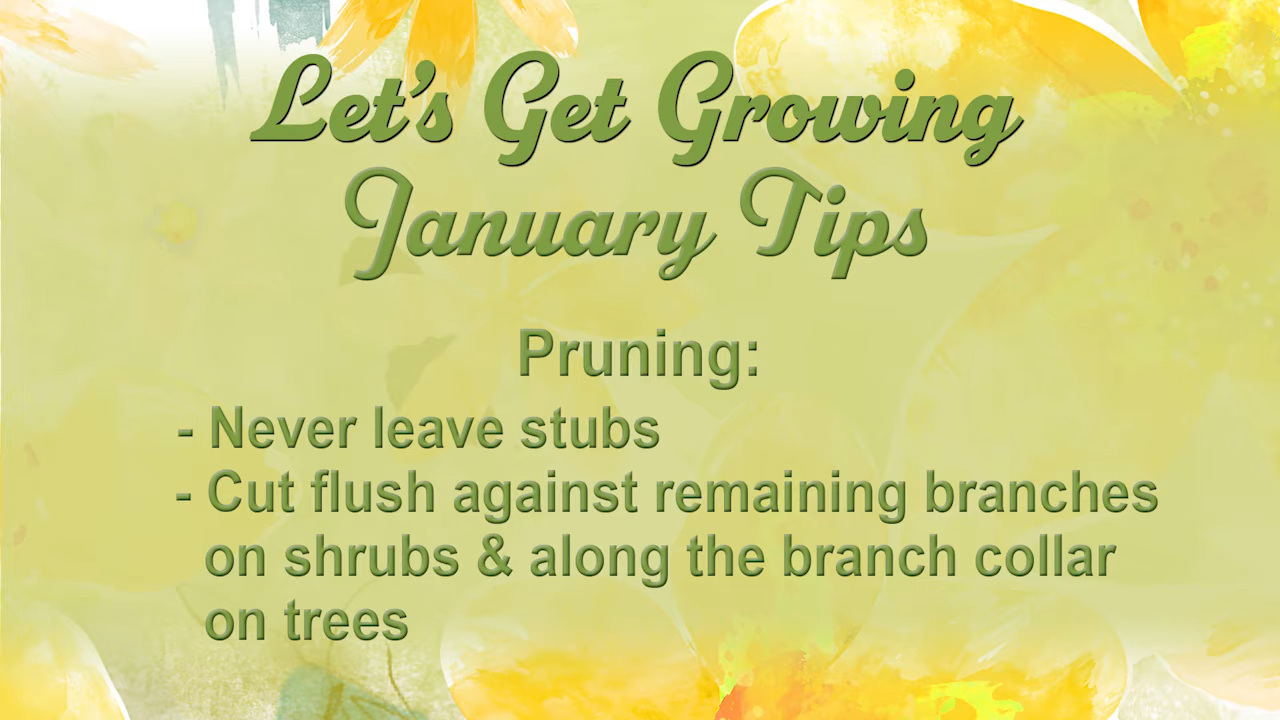 Let's Get Growing
January Tips
Pruning:
- Never leave stubs
- Cut flush against remaining branches
on shrubs & along the branch collar
on trees